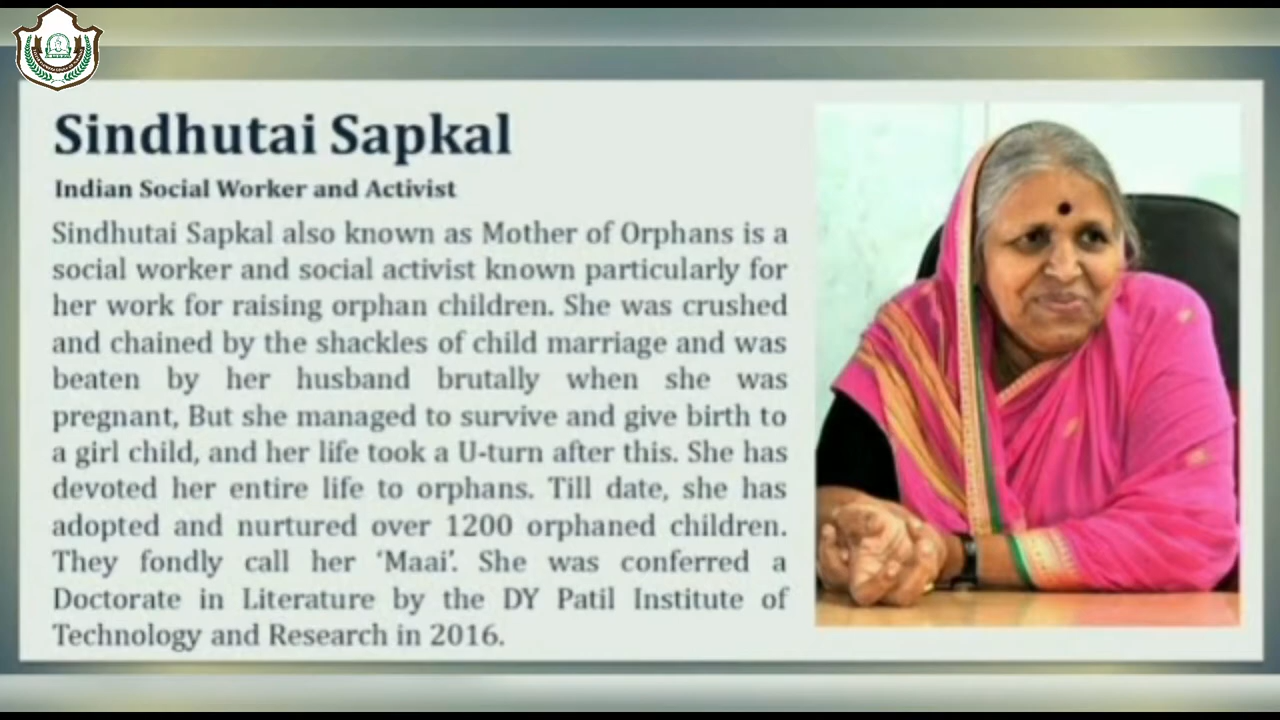 Sindhutai Sapkal
Indian Social Worker and Activist
Sindhutai Sapkal also known as Mother of Orphans is a
social worker and social activist known particularly for
her work for raising orphan children. She was crushed
and chained by the shackles of child marriage and was
beaten by her husband brutally when she was
pregnant, But she managed to survive and give birth to
a girl child, and her life took a U-turn after this. She has
devoted her entire life to orphans. Till date, she has
adopted and nurtured over 1200 orphaned children.
They fondly call her ‘Maai’. She was conferred a
Doctorate in Literature by the DY Patil Institute of
Technology and Research in 2016.